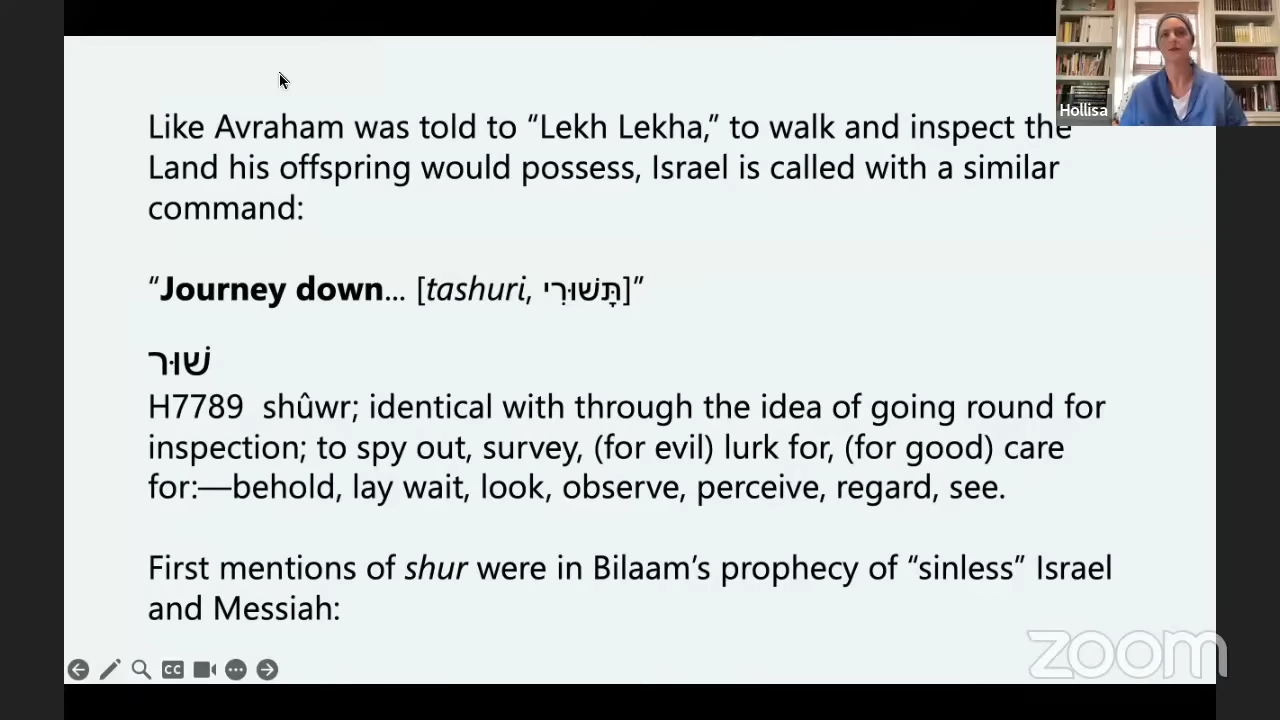 Hollisa
Like Avraham was told to “Lekh Lekha,” to walk and inspect the
Land his offspring would possess, Israel is called with a similar
command:
“Journey down... [tashuri, תָּשׁוּרִי]”
שׁוּר
H7789 shûwr; identical with through the idea of going round for
inspection; to spy out, survey, (for evil) lurk for, (for good) care
for:—behold, lay wait, look, observe, perceive, regard, see.
First mentions of shur were in Bilaam’s prophecy of “sinless” Israel
and Messiah:
CC
zoom